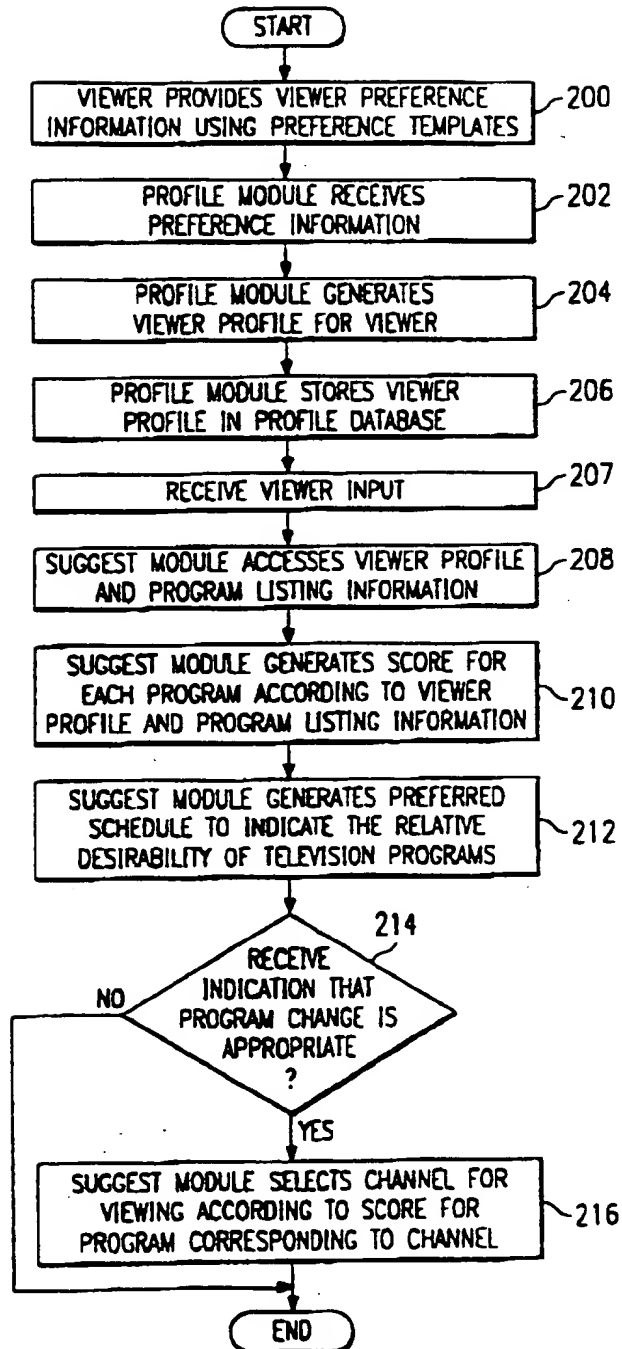 START
VIEWER PROVIDES VIEWER PREFERENCE
INFORMATION USING PREFERENCE TEMPLATES
200
PROFILE MODULE RECEIVES
PREFERENCE INFORMATION
202
PROFILE MODULE GENERATES
VIEWER PROFILE FOR VIEWER
204
PROFILE MODULE STORES VIEWER
PROFILE IN PROFILE DATABASE
206
RECEIVE VIEWER INPUT
207
SUGGEST MODULE ACCESSES VIEWER PROFILE
AND PROGRAM LISTING INFORMATION
208
SUGGEST MODULE GENERATES SCORE FOR
EACH PROGRAM ACCORDING TO VIEWER
PROFILE AND PROGRAM LISTING INFORMATION
210
SUGGEST MODULE GENERATES PREFERRED
SCHEDULE TO INDICATE THE RELATIVE
DESIRABILITY OF TELEVISION PROGRAMS
212
214
RECEIVE
INDICATION THAT
PROGRAM CHANGE IS
APPROPRIATE
?
NO
YES
SUGGEST MODULE SELECTS CHANNEL FOR
VIEWING ACCORDING TO SCORE FOR
PROGRAM CORRESPONDING TO CHANNEL
216
END